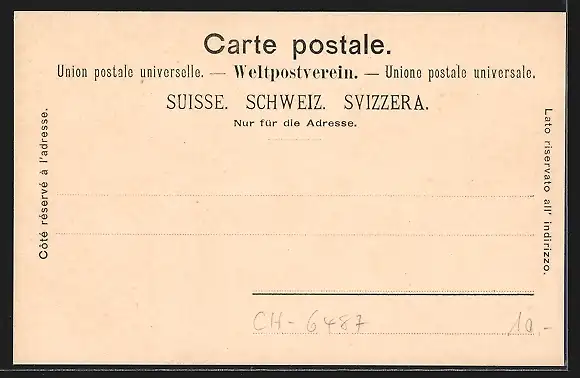 Carte postale.
Union postale universelle. — Weltpostverein. — Unione postale universale.
SUISSE. SCHWEIZ. SVIZZERA.
Nur für die Adresse.
Côté réservé à l'adresse.
Lato riservato all' indirizzo.
CH - 6487
10.-